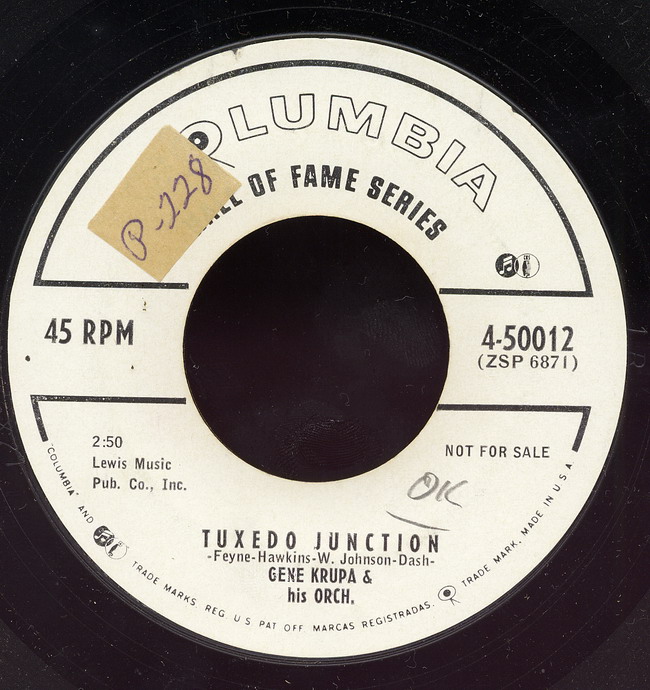 COLUMBIA
HALL OF FAME SERIES
P-228
45 RPM
4-50012
(ZSP 6871)
2:50
Lewis Music
Pub. Co., Inc.
NOT FOR SALE
OK
TUXEDO JUNCTION
-Feyne-Hawkins-W. Johnson-Dash-
GENE KRUPA &
his ORCH.
"COLUMBIA" AND TRADE MARKS REG U S PAT OFF MARCAS REGISTRADAS. TRADE MARK. MADE IN U S A